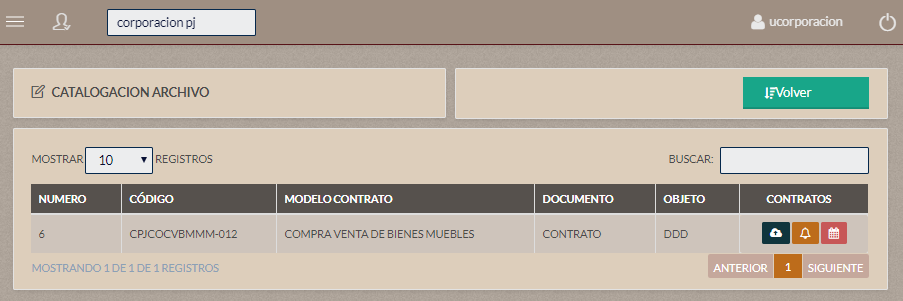 corporacion pj
ucorporacion
CATALOGACION ARCHIVO
Volver
MOSTRAR 10 REGISTROS
BUSCAR:
NUMERO CÓDIGO MODELO CONTRATO DOCUMENTO OBJETO CONTRATOS
6 CPJCOCVBMMM-012 COMPRA VENTA DE BIENES MUEBLES CONTRATO DDD
MOSTRANDO 1 DE 1 DE 1 REGISTROS
ANTERIOR 1 SIGUIENTE